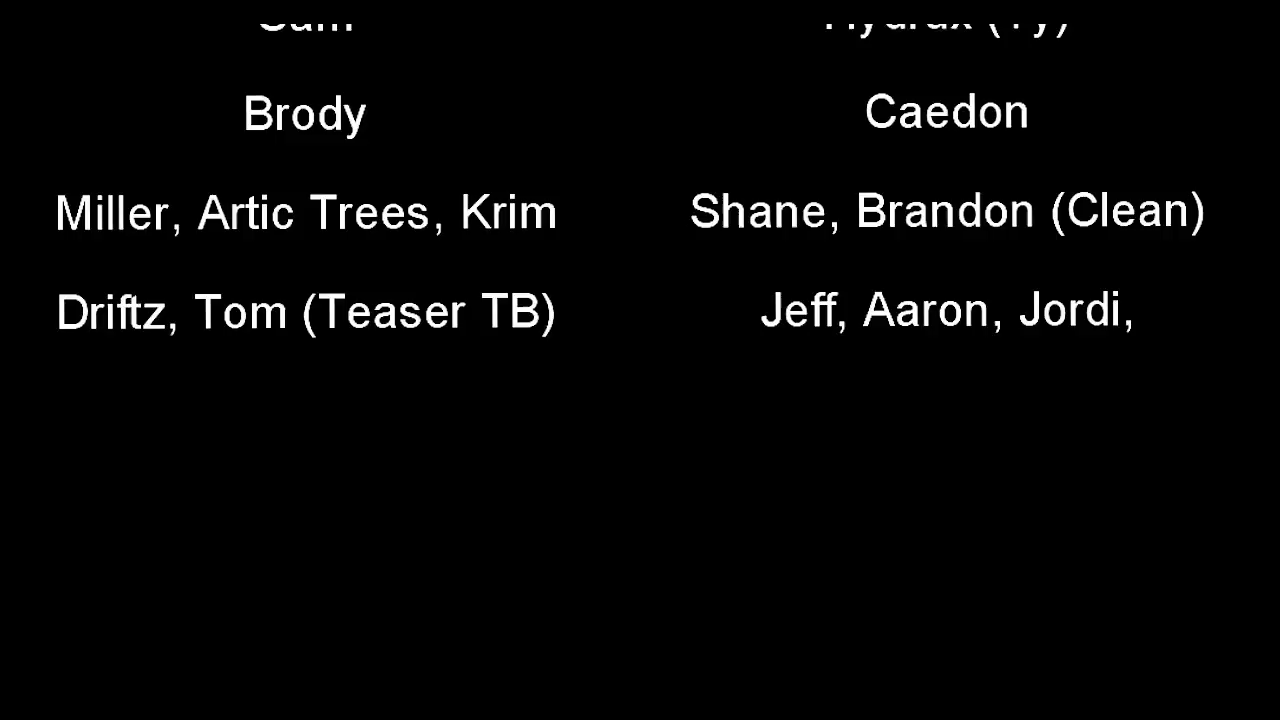 Brody
Caedon
Miller, Artic Trees, Krim
Shane, Brandon (Clean)
Driftz, Tom (Teaser TB)
Jeff, Aaron, Jordi,